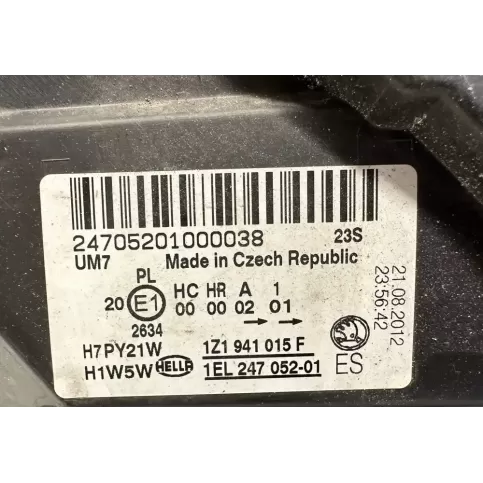 24705201000038 23S
UM7 Made in Czech Republic
PL
20 E1 HC HR A 1
00 00 02 01
2634
H7PY21W 1Z1 941 015 F
H1W5W HELLA 1EL 247 052-01
ES
21.08.2012
23:56:42